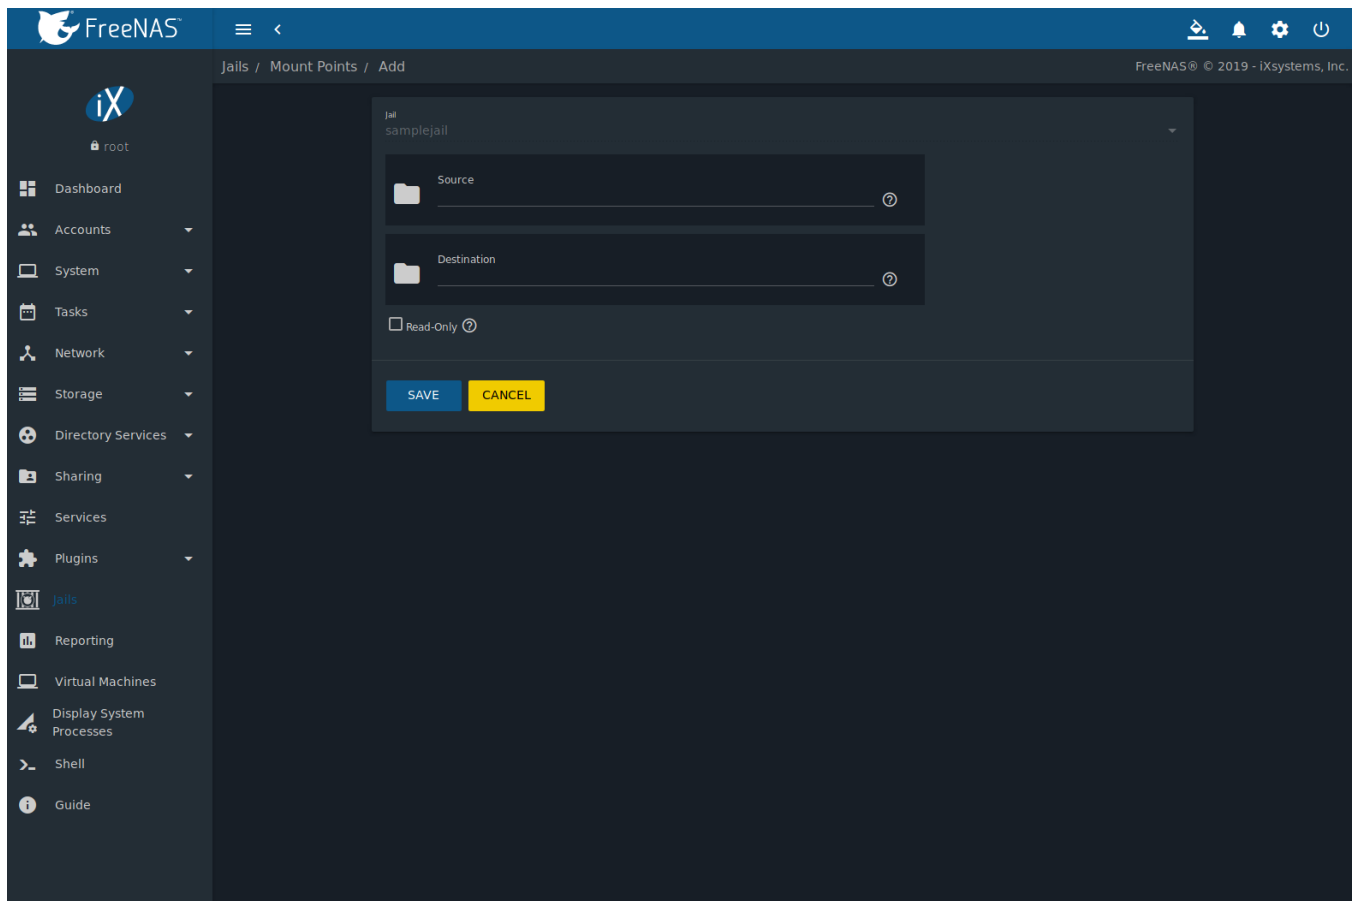 FreeNAS™
Jails / Mount Points / Add
FreeNAS® © 2019 - iXsystems, Inc.
iX
root
Dashboard
Accounts
System
Tasks
Network
Storage
Directory Services
Sharing
Services
Plugins
Jails
Reporting
Virtual Machines
Display System
Processes
Shell
Guide
Jail
samplejail
Source
Destination
Read-Only
SAVE
CANCEL